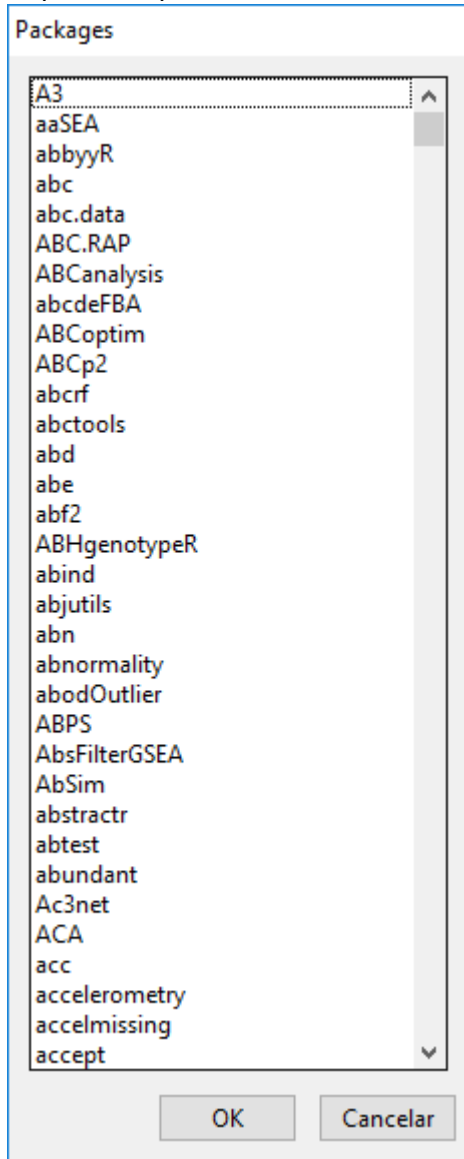 Packages
A3
aaSEA
abbyyR
abc
abc.data
ABC.RAP
ABCanalysis
abcdeFBA
ABCoptim
ABCp2
abcrf
abctools
abd
abe
abf2
ABHgenotypeR
abind
abjutils
abn
abnormality
abodOutlier
ABPS
AbsFilterGSEA
AbSim
abstractr
abtest
abundant
Ac3net
ACA
acc
accelerometry
accelmissing
accept
OK Cancelar